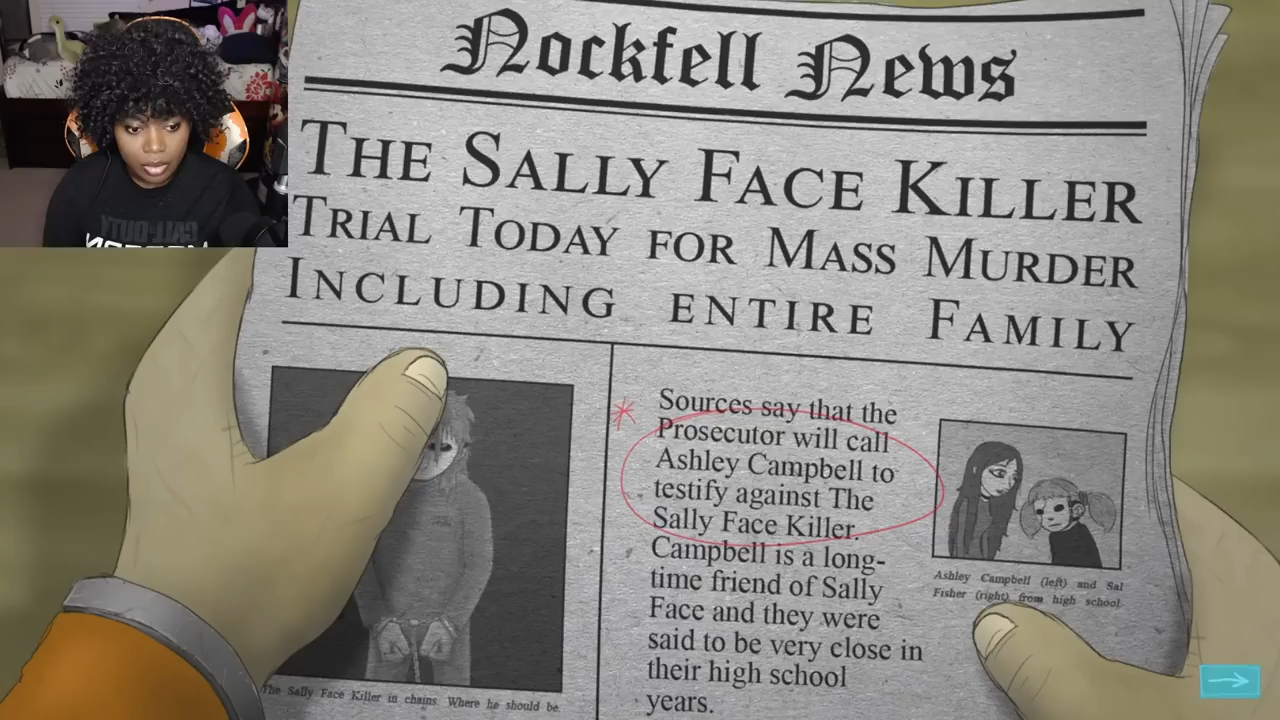 Nockfell News
THE SALLY FACE KILLER
TRIAL TODAY FOR MASS MURDER
INCLUDING ENTIRE FAMILY
* Sources say that the
Prosecutor will call
Ashley Campbell to
testify against The
Sally Face Killer.
Campbell is a long-
time friend of Sally
Face and they were
said to be very close in
their high school
years.
Ashley Campbell (left) and Sal
Fisher (right) from high school
The Sally Face Killer in chains. Where he should be.